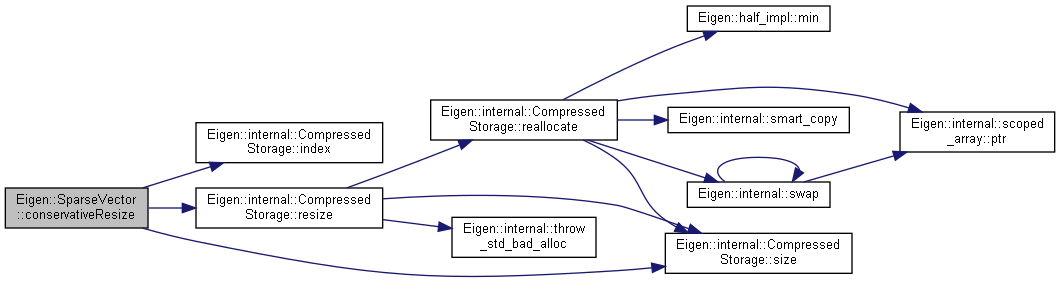 Eigen::half_impl::min
Eigen::internal::Compressed
Storage::reallocate
Eigen::internal::smart_copy
Eigen::internal::scoped
_array::ptr
Eigen::internal::Compressed
Storage::index
Eigen::SparseVector
::conservativeResize
Eigen::internal::Compressed
Storage::resize
Eigen::internal::swap
Eigen::internal::throw
_std_bad_alloc
Eigen::internal::Compressed
Storage::size